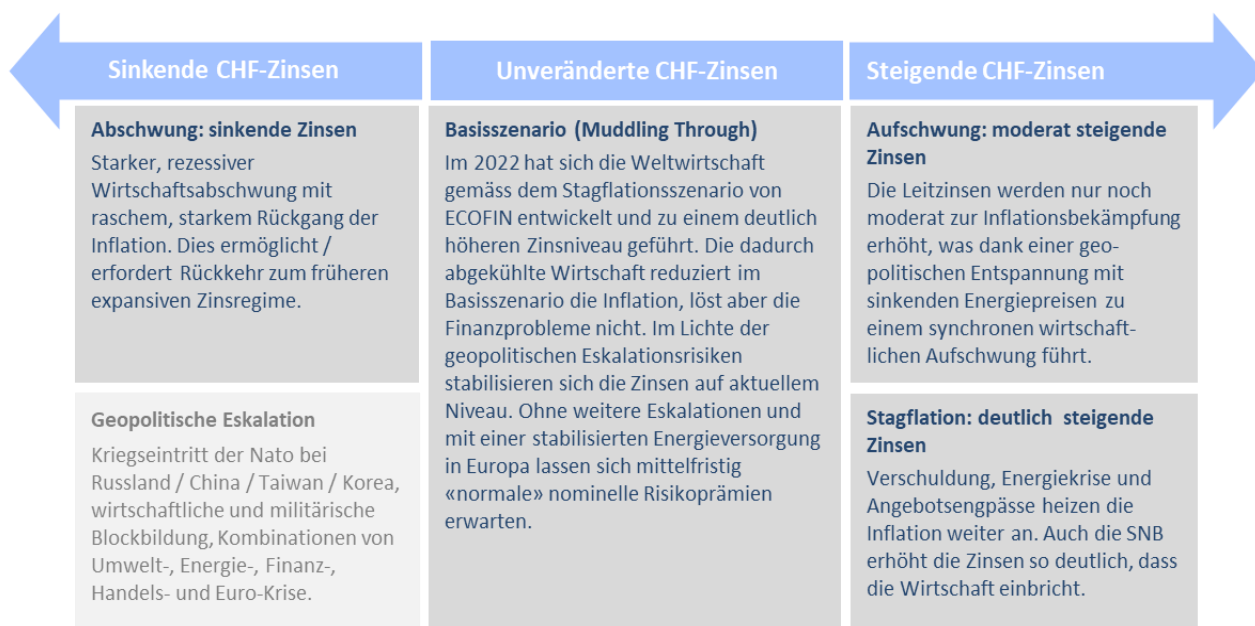 Sinkende CHF-Zinsen
Unveränderte CHF-Zinsen
Steigende CHF-Zinsen
Abschwung: sinkende Zinsen
Starker, rezessiver
Wirtschaftsabschwung mit
raschem, starkem Rückgang der
Inflation. Dies ermöglicht /
erfordert Rückkehr zum früheren
expansiven Zinsregime.
Geopolitische Eskalation
Kriegseintritt der Nato bei
Russland / China / Taiwan / Korea,
wirtschaftliche und militärische
Blockbildung, Kombinationen von
Umwelt-, Energie-, Finanz-,
Handels- und Euro-Krise.
Basisszenario (Muddling Through)
Im 2022 hat sich die Weltwirtschaft
gemäss dem Stagflationsszenario von
ECOFIN entwickelt und zu einem deutlich
höheren Zinsniveau geführt. Die dadurch
abgekühlte Wirtschaft reduziert im
Basisszenario die Inflation, löst aber die
Finanzprobleme nicht. Im Lichte der
geopolitischen Eskalationsrisiken
stabilisieren sich die Zinsen auf aktuellem
Niveau. Ohne weitere Eskalationen und
mit einer stabilisierten Energieversorgung
in Europa lassen sich mittelfristig
«normale» nominelle Risikoprämien
erwarten.
Aufschwung: moderat steigende
Zinsen
Die Leitzinsen werden nur noch
moderat zur Inflationsbekämpfung
erhöht, was dank einer geo-
politischen Entspannung mit
sinkenden Energiepreisen zu
einem synchronen wirtschaft-
lichen Aufschwung führt.
Stagflation: deutlich steigende
Zinsen
Verschuldung, Energiekrise und
Angebotsengpässe heizen die
Inflation weiter an. Auch die SNB
erhöht die Zinsen so deutlich, dass
die Wirtschaft einbricht.